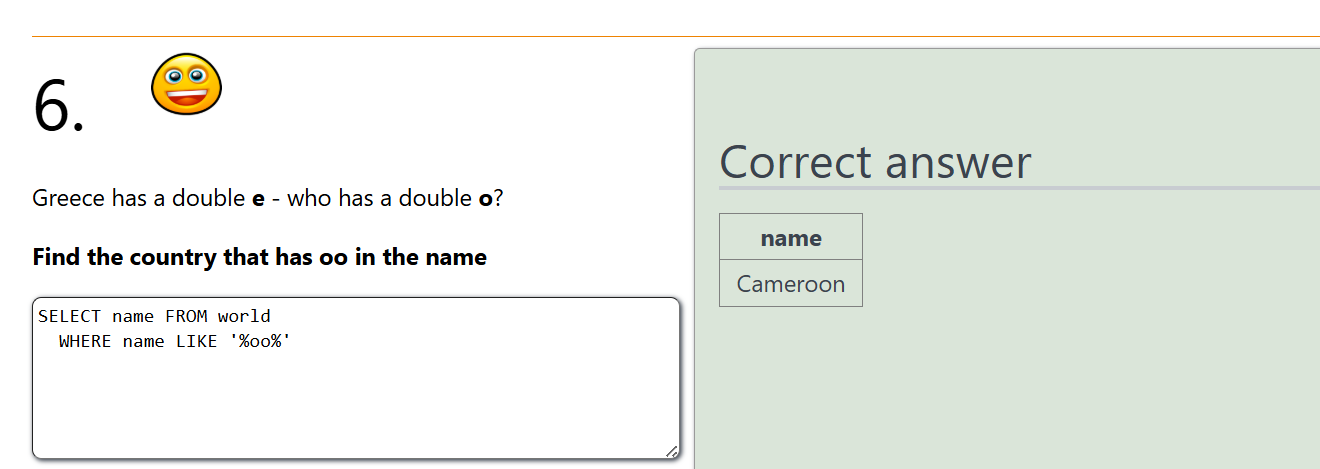 6.
Greece has a double e - who has a double o?
Find the country that has oo in the name
SELECT name FROM world
  WHERE name LIKE '%oo%'
Correct answer
name
Cameroon